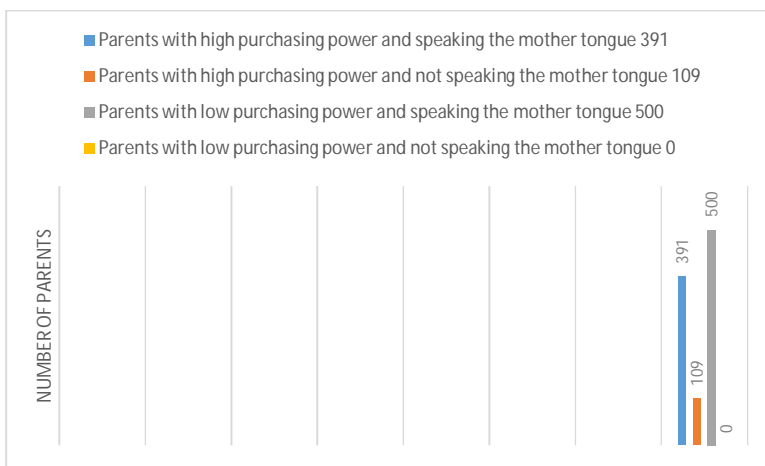 Parents with high purchasing power and speaking the mother tongue 391
Parents with high purchasing power and not speaking the mother tongue 109
Parents with low purchasing power and speaking the mother tongue 500
Parents with low purchasing power and not speaking the mother tongue 0
NUMBER OF PARENTS
391
109
500
0